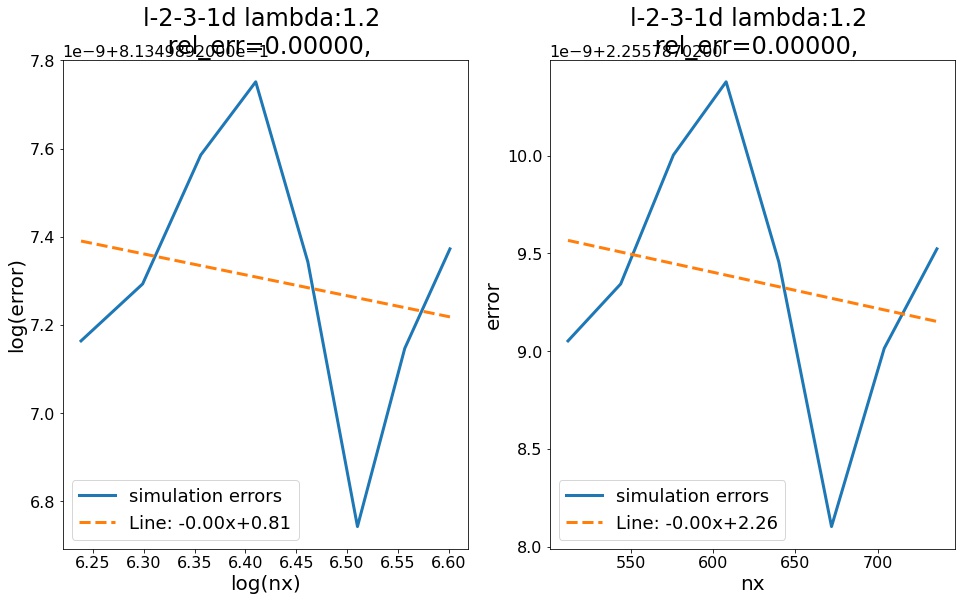 l-2-3-1d lambda:1.2
rel_err=0.00000,
1e−9+8.1349892000e−1
7.8
7.6
7.4
7.2
7.0
6.8
log(error)
simulation errors
Line: -0.00x+0.81
6.25 6.30 6.35 6.40 6.45 6.50 6.55 6.60
log(nx)
l-2-3-1d lambda:1.2
rel_err=0.00000,
1e−9+2.2557870200
10.0
9.5
9.0
8.5
8.0
error
simulation errors
Line: -0.00x+2.26
550 600 650 700
nx